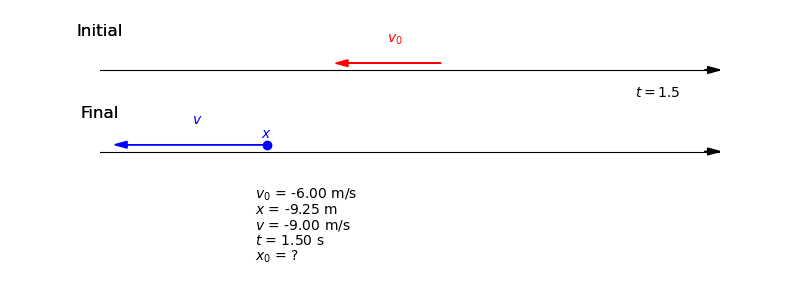 Initial
v₀
t = 1.5
Final
v
x
v₀ = -6.00 m/s
x = -9.25 m
v = -9.00 m/s
t = 1.50 s
x₀ = ?